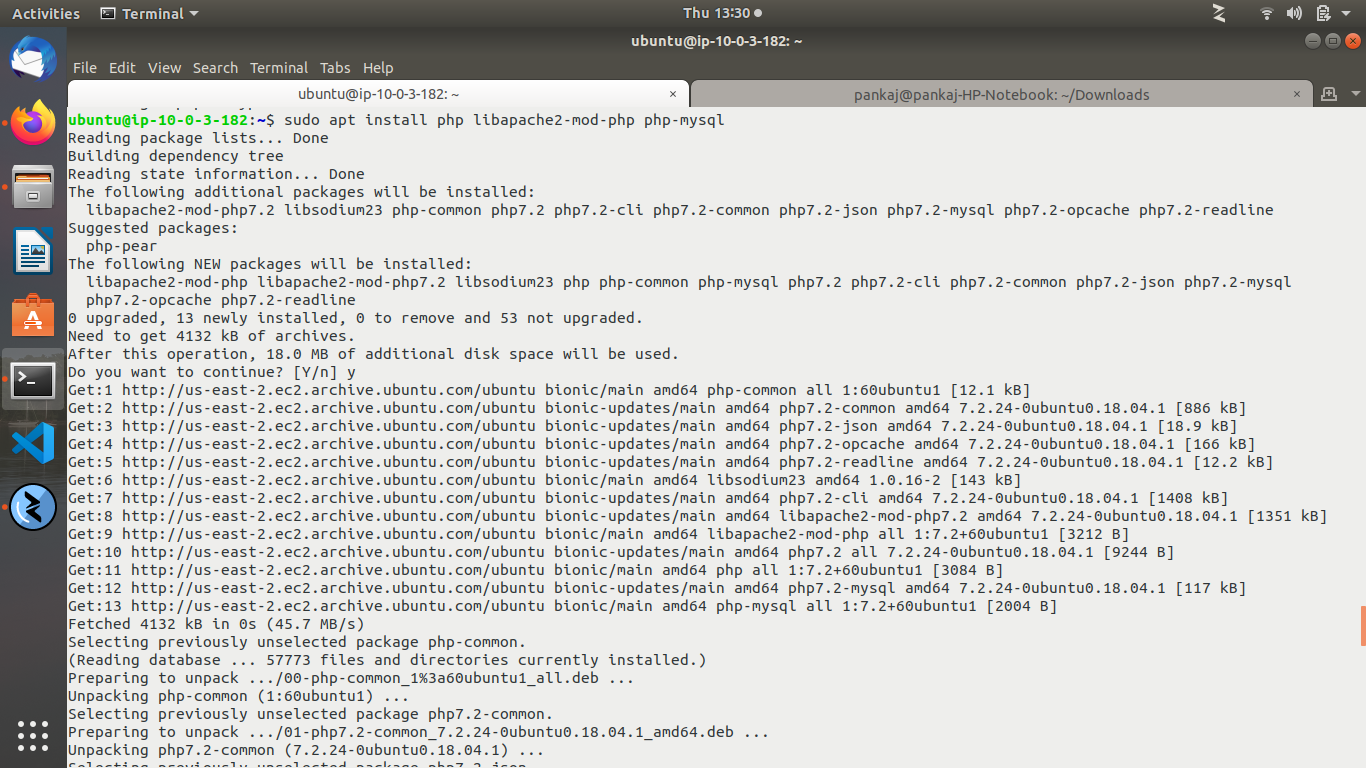 Activities Terminal Thu 13:30
ubuntu@ip-10-0-3-182: ~
File Edit View Search Terminal Tabs Help
ubuntu@ip-10-0-3-182: ~ × pankaj@pankaj-HP-Notebook: ~/Downloads ×
ubuntu@ip-10-0-3-182:~$ sudo apt install php libapache2-mod-php php-mysql
Reading package lists... Done
Building dependency tree
Reading state information... Done
The following additional packages will be installed:
  libapache2-mod-php7.2 libsodium23 php-common php7.2 php7.2-cli php7.2-common php7.2-json php7.2-mysql php7.2-opcache php7.2-readline
Suggested packages:
  php-pear
The following NEW packages will be installed:
  libapache2-mod-php libapache2-mod-php7.2 libsodium23 php php-common php-mysql php7.2 php7.2-cli php7.2-common php7.2-json php7.2-mysql
  php7.2-opcache php7.2-readline
0 upgraded, 13 newly installed, 0 to remove and 53 not upgraded.
Need to get 4132 kB of archives.
After this operation, 18.0 MB of additional disk space will be used.
Do you want to continue? [Y/n] y
Get:1 http://us-east-2.ec2.archive.ubuntu.com/ubuntu bionic/main amd64 php-common all 1:60ubuntu1 [12.1 kB]
Get:2 http://us-east-2.ec2.archive.ubuntu.com/ubuntu bionic-updates/main amd64 php7.2-common amd64 7.2.24-0ubuntu0.18.04.1 [886 kB]
Get:3 http://us-east-2.ec2.archive.ubuntu.com/ubuntu bionic-updates/main amd64 php7.2-json amd64 7.2.24-0ubuntu0.18.04.1 [18.9 kB]
Get:4 http://us-east-2.ec2.archive.ubuntu.com/ubuntu bionic-updates/main amd64 php7.2-opcache amd64 7.2.24-0ubuntu0.18.04.1 [166 kB]
Get:5 http://us-east-2.ec2.archive.ubuntu.com/ubuntu bionic-updates/main amd64 php7.2-readline amd64 7.2.24-0ubuntu0.18.04.1 [12.2 kB]
Get:6 http://us-east-2.ec2.archive.ubuntu.com/ubuntu bionic/main amd64 libsodium23 amd64 1.0.16-2 [143 kB]
Get:7 http://us-east-2.ec2.archive.ubuntu.com/ubuntu bionic-updates/main amd64 php7.2-cli amd64 7.2.24-0ubuntu0.18.04.1 [1408 kB]
Get:8 http://us-east-2.ec2.archive.ubuntu.com/ubuntu bionic-updates/main amd64 libapache2-mod-php7.2 amd64 7.2.24-0ubuntu0.18.04.1 [1351 kB]
Get:9 http://us-east-2.ec2.archive.ubuntu.com/ubuntu bionic/main amd64 libapache2-mod-php all 1:7.2+60ubuntu1 [3212 B]
Get:10 http://us-east-2.ec2.archive.ubuntu.com/ubuntu bionic-updates/main amd64 php7.2 all 7.2.24-0ubuntu0.18.04.1 [9244 B]
Get:11 http://us-east-2.ec2.archive.ubuntu.com/ubuntu bionic/main amd64 php all 1:7.2+60ubuntu1 [3084 B]
Get:12 http://us-east-2.ec2.archive.ubuntu.com/ubuntu bionic-updates/main amd64 php7.2-mysql amd64 7.2.24-0ubuntu0.18.04.1 [117 kB]
Get:13 http://us-east-2.ec2.archive.ubuntu.com/ubuntu bionic/main amd64 php-mysql all 1:7.2+60ubuntu1 [2004 B]
Fetched 4132 kB in 0s (45.7 MB/s)
Selecting previously unselected package php-common.
(Reading database ... 57773 files and directories currently installed.)
Preparing to unpack .../00-php-common_1%3a60ubuntu1_all.deb ...
Unpacking php-common (1:60ubuntu1) ...
Selecting previously unselected package php7.2-common.
Preparing to unpack .../01-php7.2-common_7.2.24-0ubuntu0.18.04.1_amd64.deb ...
Unpacking php7.2-common (7.2.24-0ubuntu0.18.04.1) ...
Selecting previously unselected package php7.2-json.